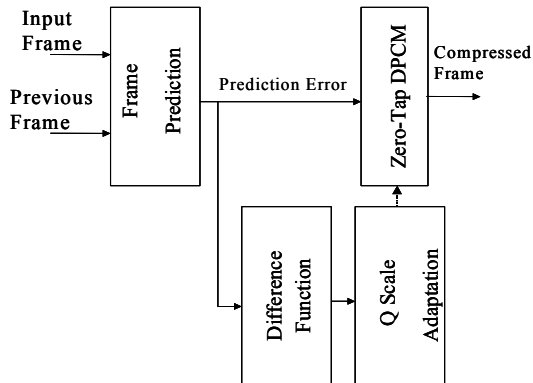 Input
Frame
Previous
Frame
Frame
Prediction
Prediction Error
Zero-Tap DPCM
Compressed
Frame
Difference
Function
Q Scale
Adaptation